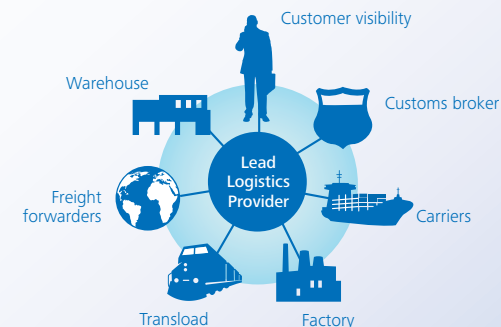 Customer visibility
Warehouse
Customs broker
Lead
Logistics
Provider
Freight
forwarders
Carriers
Transload
Factory